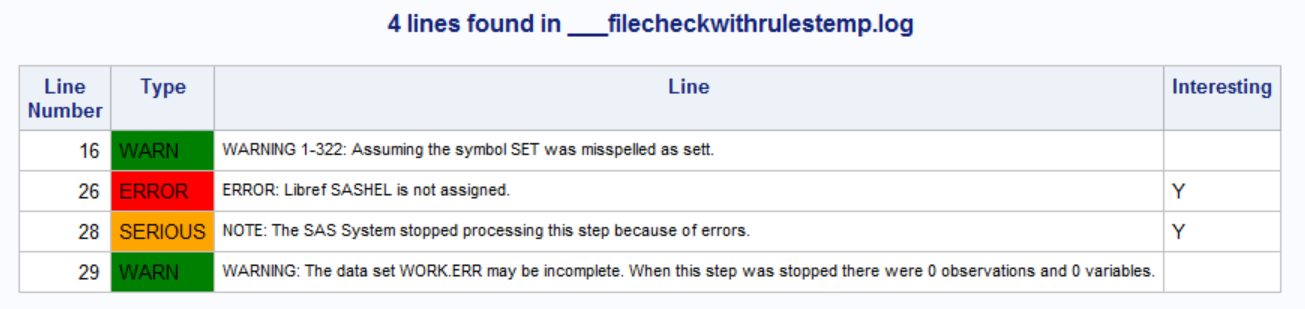 4 lines found in ___filecheckwithrulestemp.log
Line Number Type Line Interesting
16 WARN WARNING 1-322: Assuming the symbol SET was misspelled as sett.
26 ERROR ERROR: Libref SASHEL is not assigned. Y
28 SERIOUS NOTE: The SAS System stopped processing this step because of errors. Y
29 WARN WARNING: The data set WORK.ERR may be incomplete. When this step was stopped there were 0 observations and 0 variables.